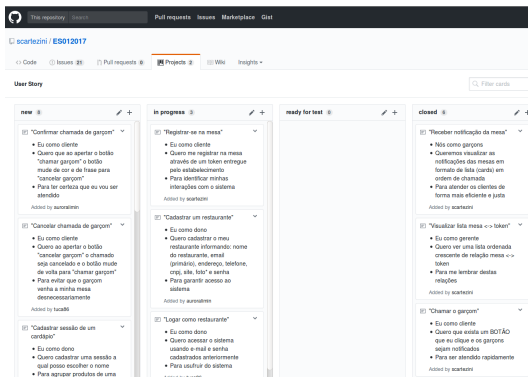 This repository Search
Pull requests Issues Marketplace Gist
scartezini / ES012017
Code Issues 21 Pull requests 0 Projects 2 Wiki Insights
User Story
Filter cards
new 8
"Confirmar chamada de garçom"
Eu como cliente
Quero que ao apertar o botão
"chamar garçom" o botão
mude de cor e de frase para
"cancelar garçom"
Para ter certeza que eu vou ser
atendido
Added by auroralimin
"Cancelar chamada de garçom"
Eu como cliente
Quero ao apertar o botão
"cancelar garçom" o chamado
seja cancelado e o botão mude
de volta para "chamar garçom"
Para evitar que o garçom
venha a minha mesa
desnecessariamente
Added by tuca86
"Cadastrar sessão de um
cardápio"
Eu como dono
Quero cadastrar uma sessão a
qual posso escolher o nome
Para agrupar produtos de uma
in progress 3
"Registrar-se na mesa"
Eu como cliente
Quero me registrar na mesa
através de um token entregue
pelo estabelecimento
Para identificar minhas
interações com o sistema
Added by scartezini
"Cadastrar um restaurante"
Eu como dono
Quero cadastrar o meu
restaurante informando: nome
do restaurante, email
(primário), endereço, telefone,
cnpj, site, foto* e senha
Para garantir acesso ao
sistema
Added by auroralimin
"Logar como restaurante"
Eu como dono
Quero acessar o sistema
usando e-mail e senha
cadastrados anteriormente
Para usufruir do sistema
ready for test 0
closed 6
"Receber notificação da mesa"
Nós como garçons
Queremos visualizar as
notificações das mesas em
formato de lista (cards) em
ordem de chamada
Para atender os clientes de
forma mais eficiente e justa
Added by scartezini
"Visualizar lista mesa <-> token"
Eu como gerente
Quero ver uma lista ordenada
crescente de relação mesa <->
token
Para me lembrar destas
relações
Added by scartezini
"Chamar o garçom"
Eu como cliente
Quero que exista um BOTÃO
que eu clique e os garçons
sejam notificados
Para ser atendido rapidamente
Added by scartezini